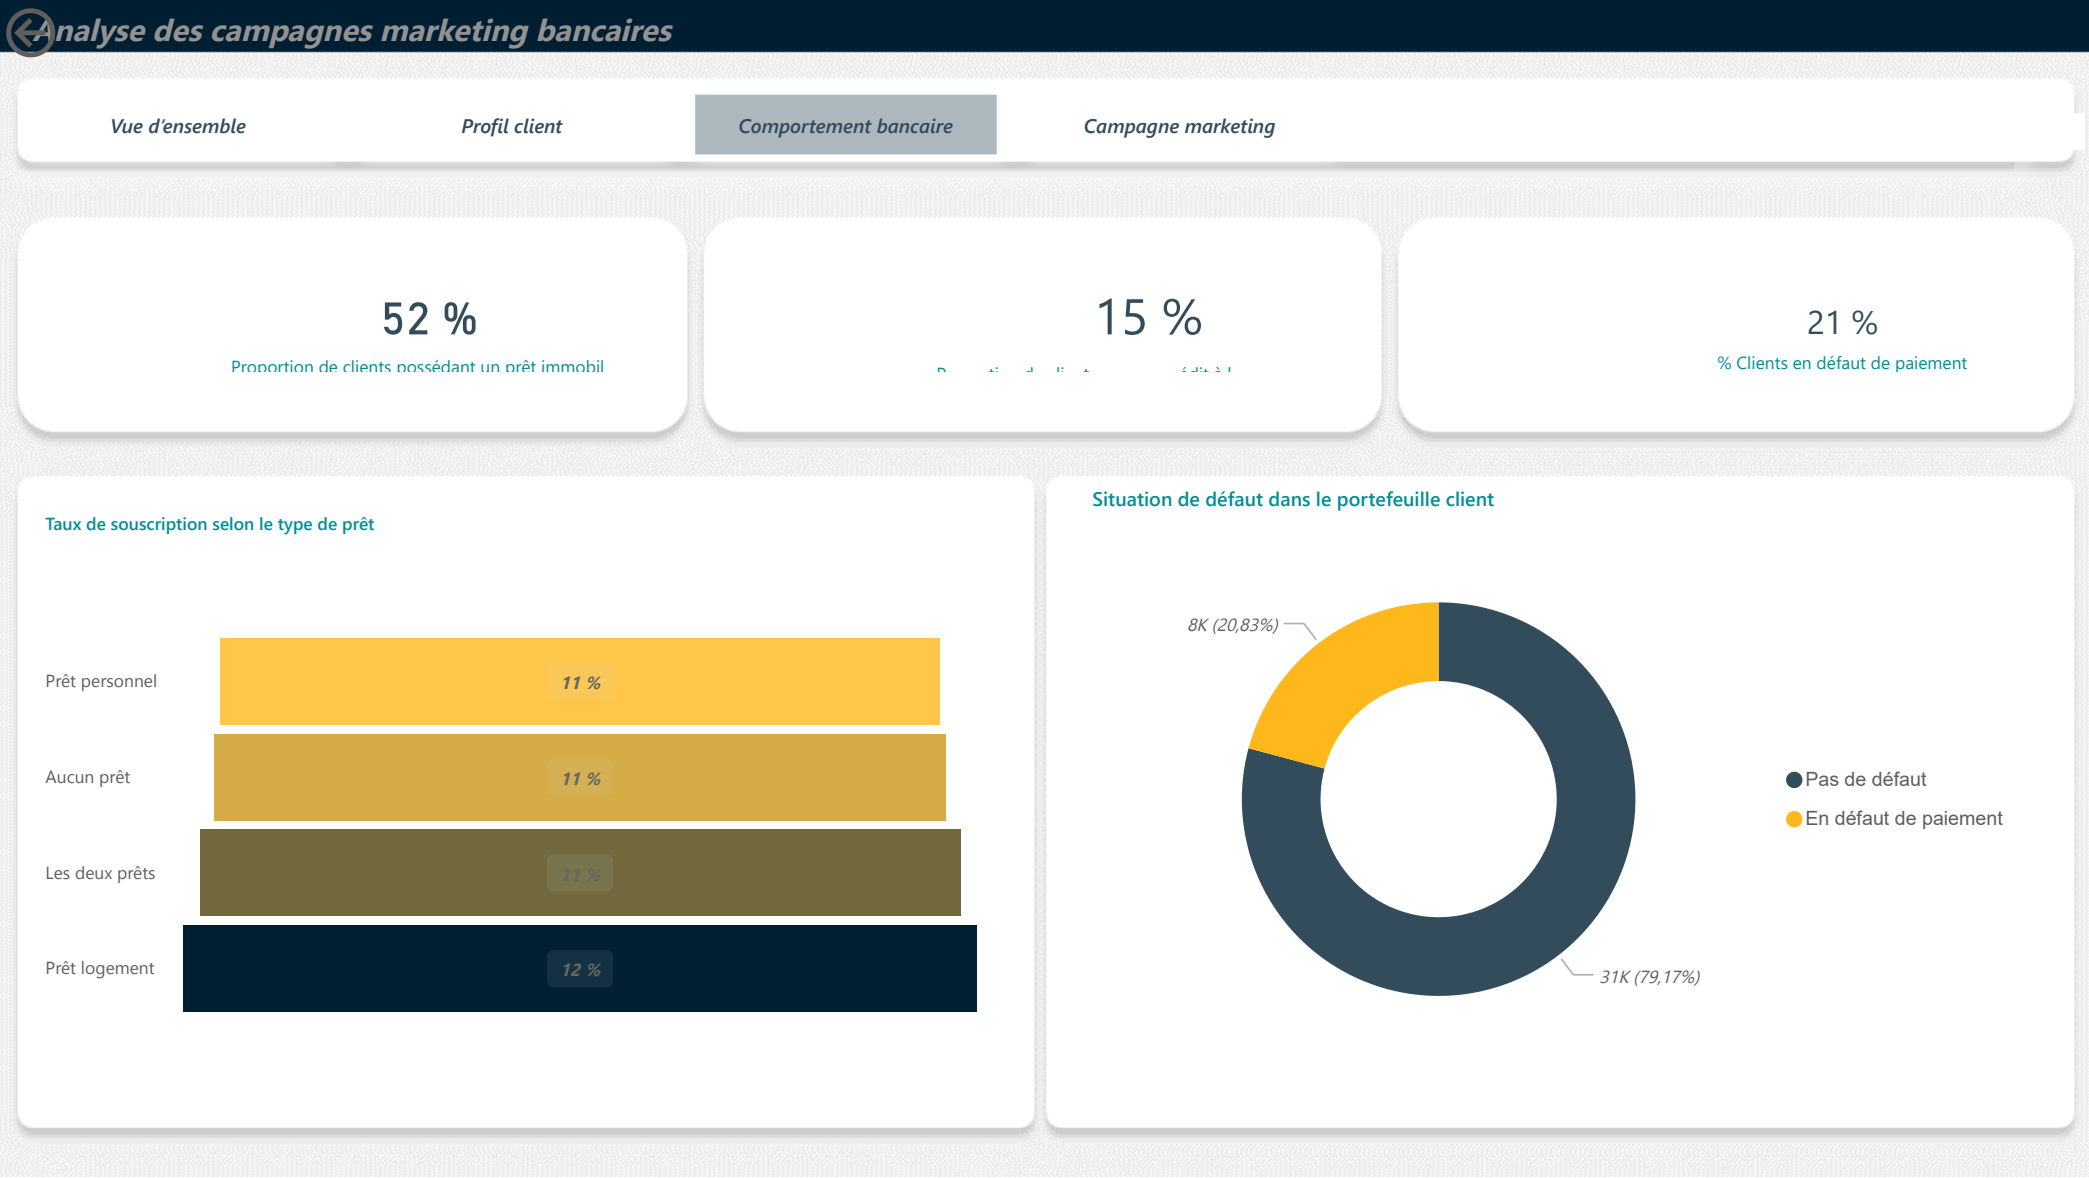 Analyse des campagnes marketing bancaires
Vue d'ensemble
Profil client
Comportement bancaire
Campagne marketing
52 %
Proportion de clients possédant un prêt immobil
15 %
21 %
% Clients en défaut de paiement
Taux de souscription selon le type de prêt
Prêt personnel
11 %
Aucun prêt
11 %
Les deux prêts
11 %
Prêt logement
12 %
Situation de défaut dans le portefeuille client
8K (20,83%)
31K (79,17%)
Pas de défaut
En défaut de paiement